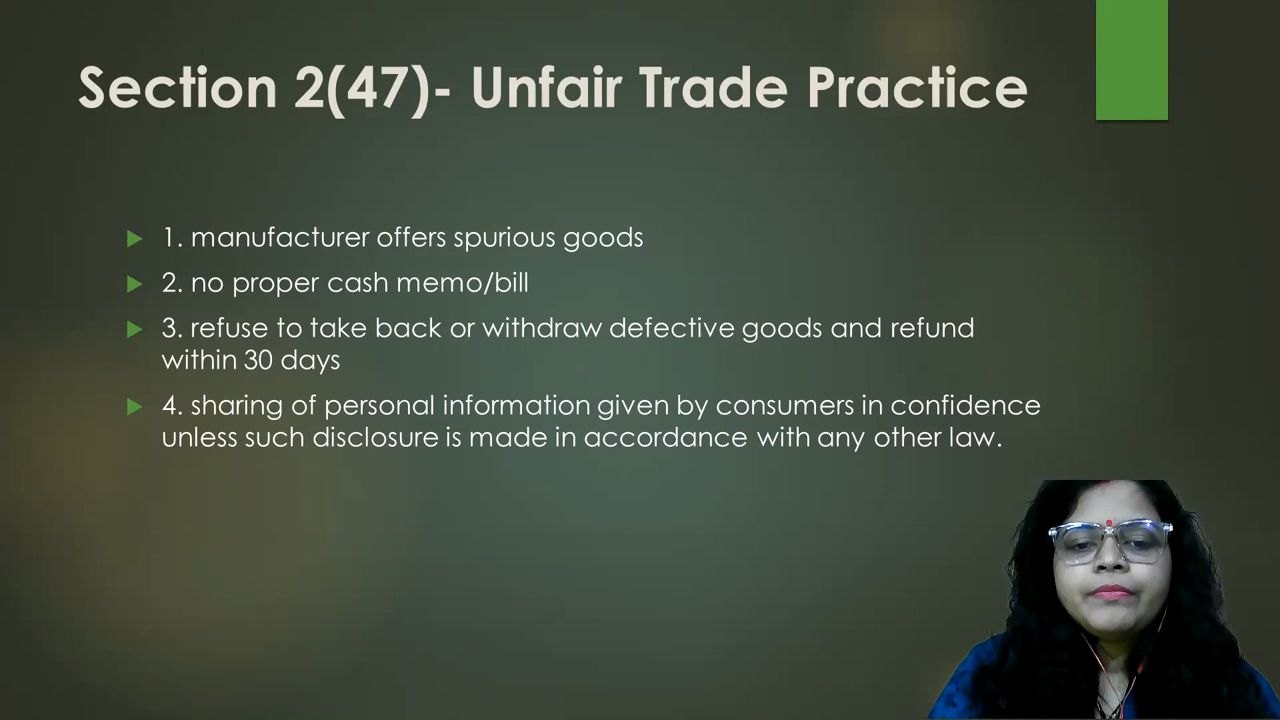 Section 2(47)- Unfair Trade Practice
1. manufacturer offers spurious goods
2. no proper cash memo/bill
3. refuse to take back or withdraw defective goods and refund
within 30 days
4. sharing of personal information given by consumers in confidence
unless such disclosure is made in accordance with any other law.